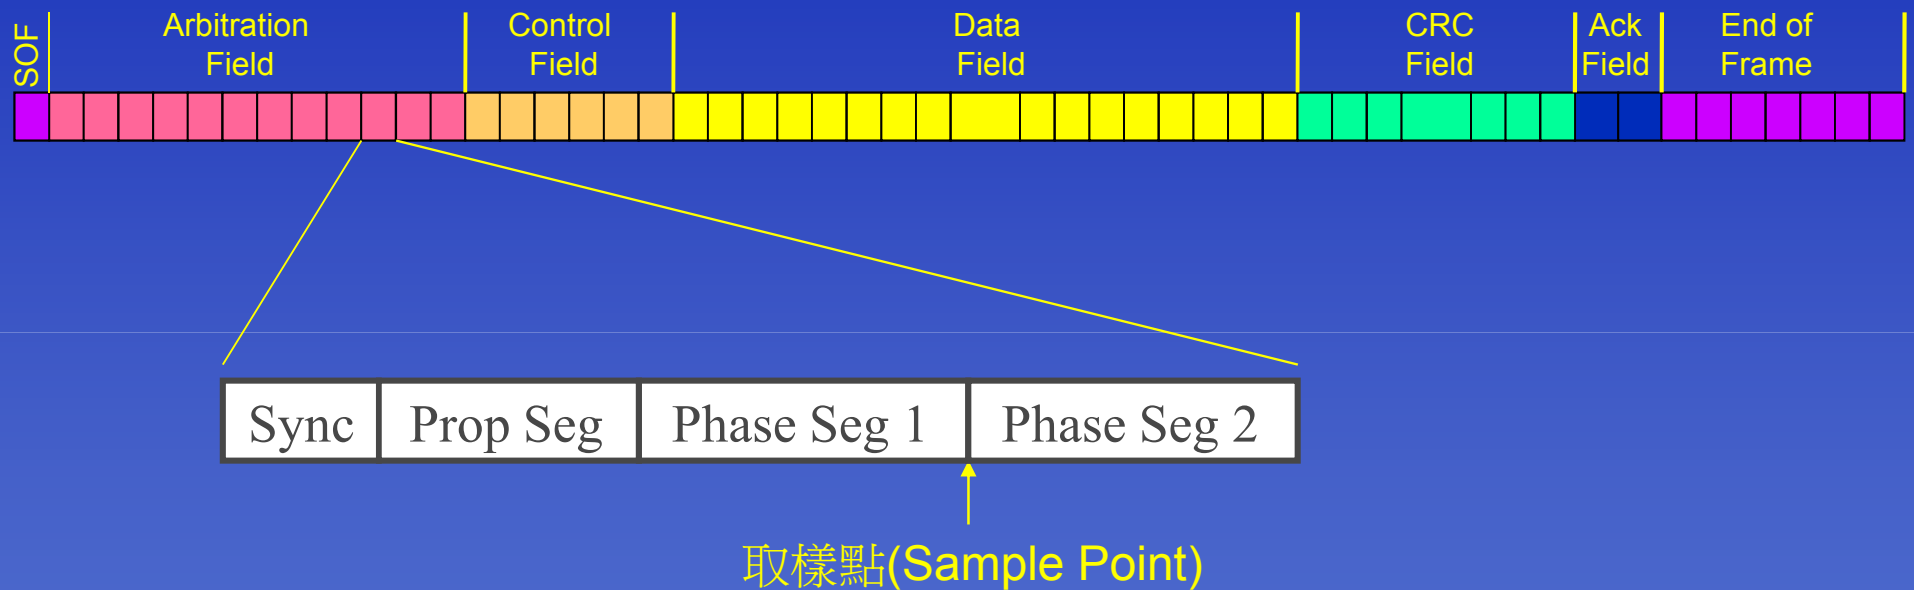 SOF
Arbitration
Field
Control
Field
Data
Field
CRC
Field
Ack
Field
End of
Frame
Sync
Prop Seg
Phase Seg 1
Phase Seg 2
取樣點(Sample Point)